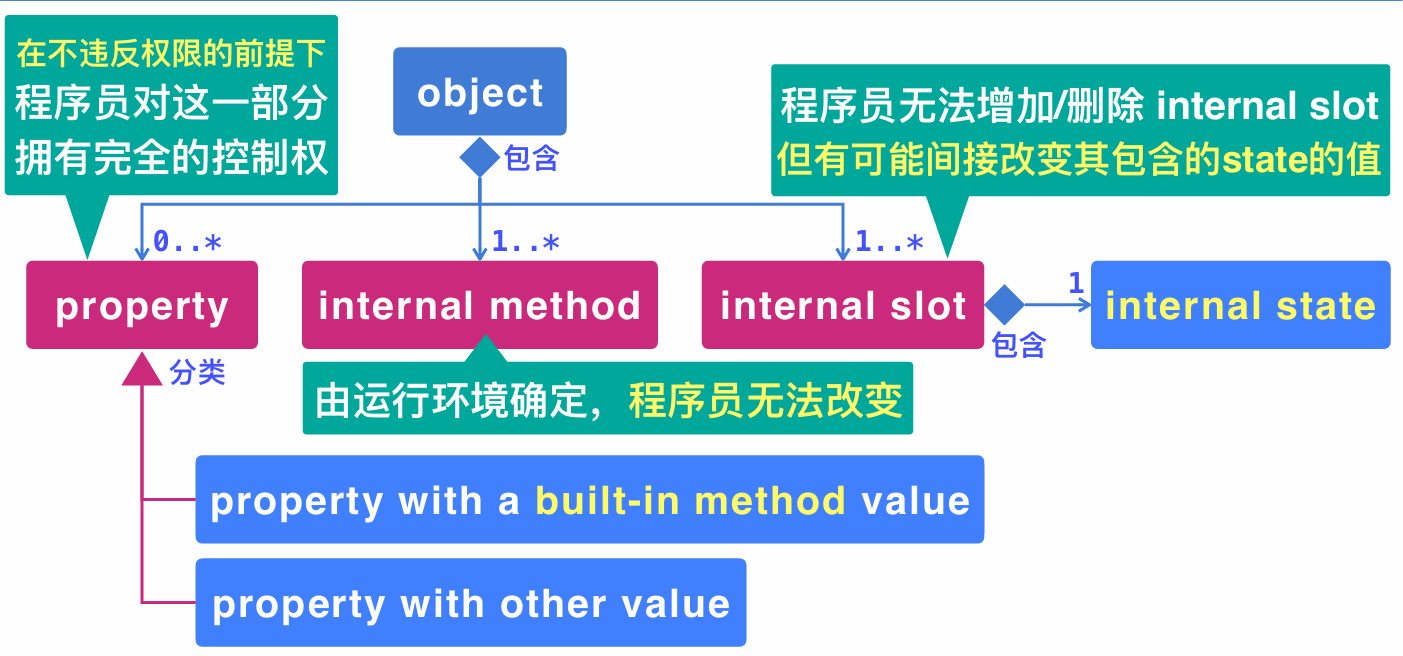 在不违反权限的前提下
程序员对这一部分
拥有完全的控制权
object
包含
程序员无法增加/删除 internal slot
但有可能间接改变其包含的state的值
0..*
1..*
1..*
property
internal method
internal slot
1
包含
internal state
分类
由运行环境确定，程序员无法改变
property with a built-in method value
property with other value